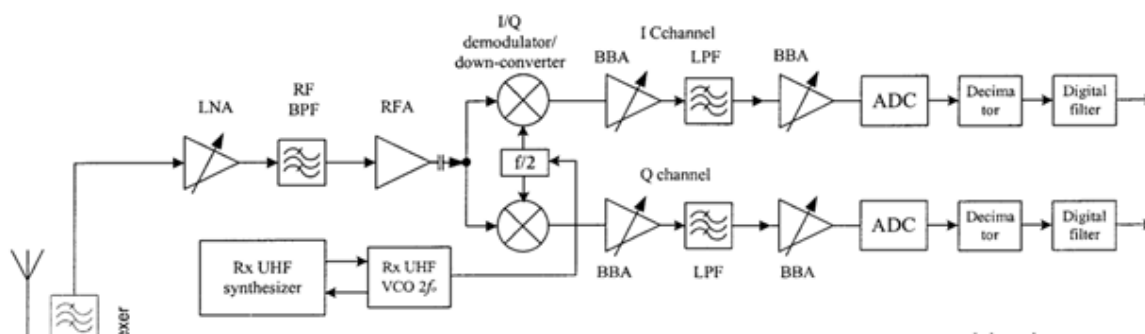 I/Q
demodulator/
down-converter
I Cchannel
BBA
LPF
BBA
LNA
RF
BPF
RFA
ADC
Decima
tor
Digital
filter
f/2
Q channel
ADC
Decima
tor
Digital
filter
Rx UHF
synthesizer
Rx UHF
VCO 2fₒ
BBA
LPF
BBA
exer